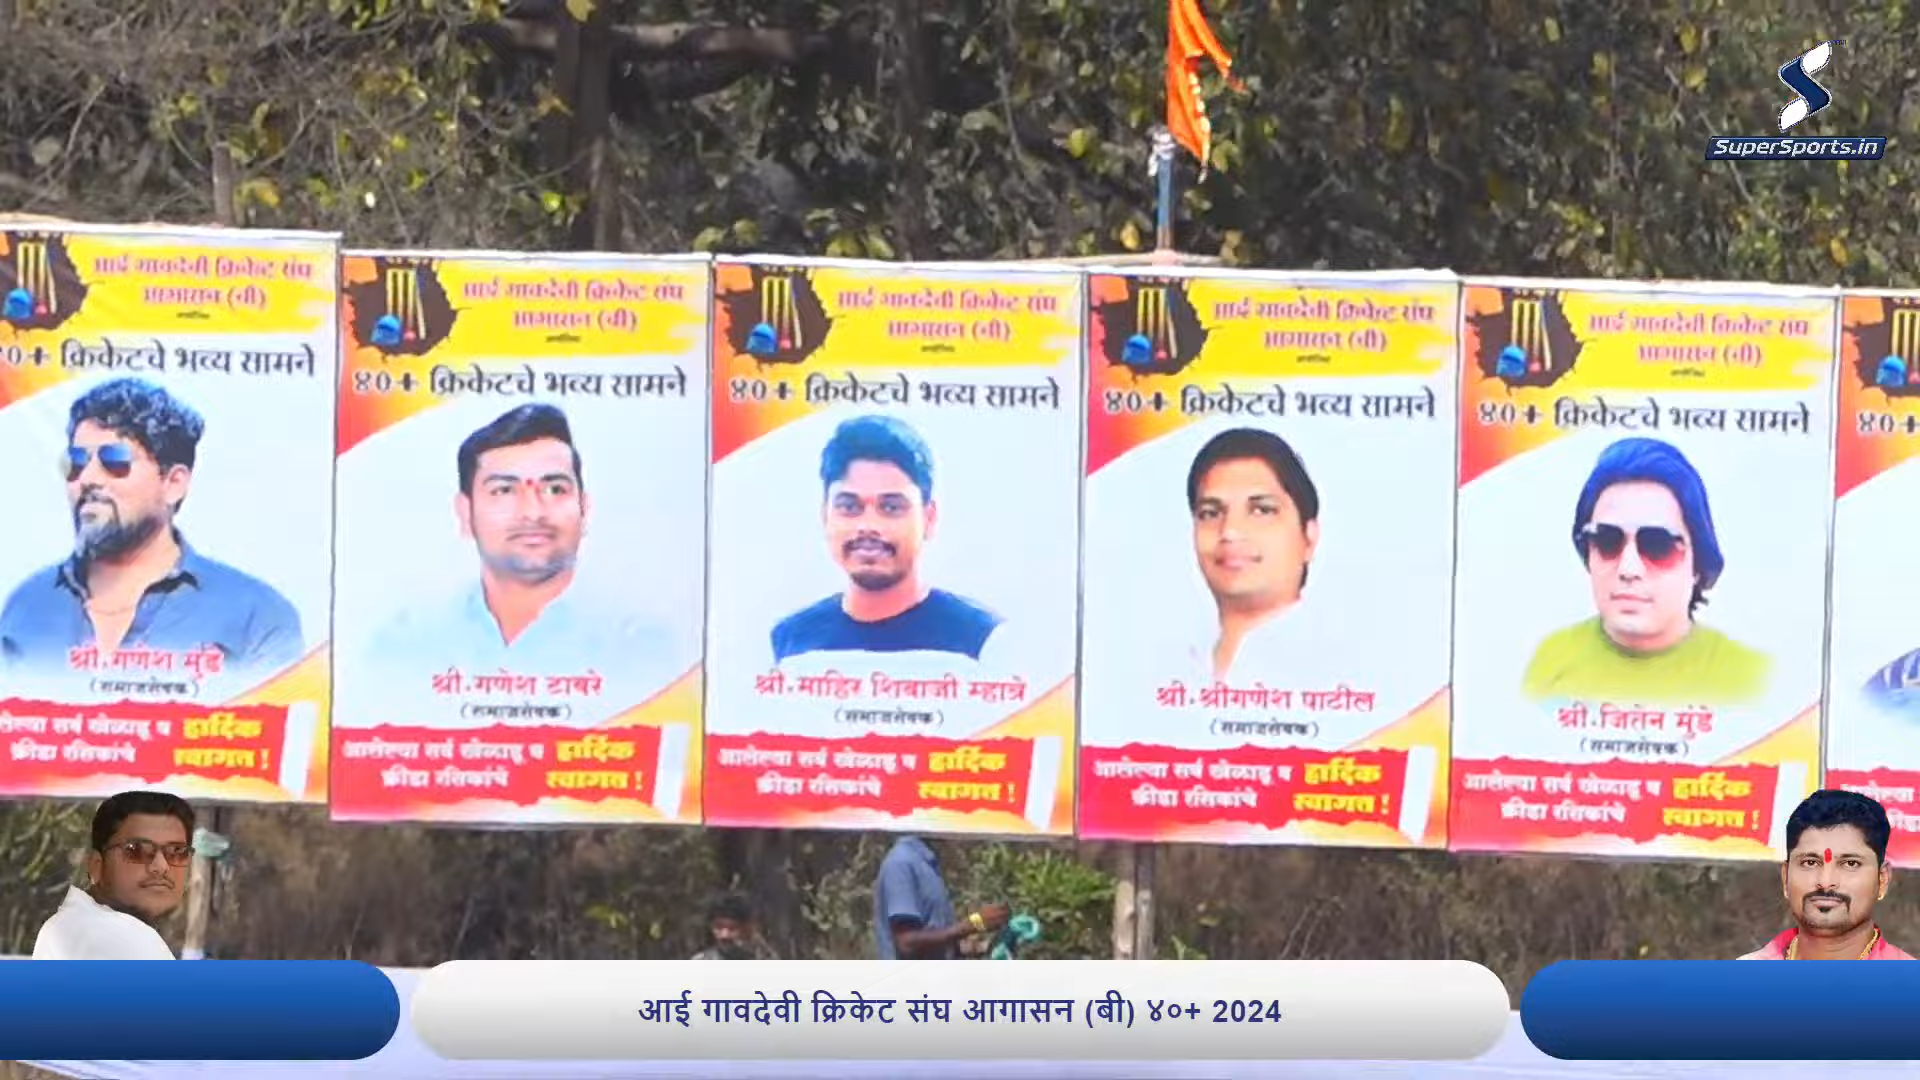 SuperSports.in
आई गावदेवी क्रिकेट संघ
आगासन (बी)
४०+ क्रिकेटचे भव्य सामने
श्री.गणेश मुंडे
(समाजसेवक)
आलेल्या सर्व खेळाडू व हार्दिक
क्रीडा रसिकांचे स्वागत !
आई गावदेवी क्रिकेट संघ
आगासन (बी)
४०+ क्रिकेटचे भव्य सामने
श्री.गणेश टावरे
(समाजसेवक)
आलेल्या सर्व खेळाडू व हार्दिक
क्रीडा रसिकांचे स्वागत !
आई गावदेवी क्रिकेट संघ
आगासन (बी)
४०+ क्रिकेटचे भव्य सामने
श्री.माहिर शिवाजी म्हात्रे
(समाजसेवक)
आलेल्या सर्व खेळाडू व हार्दिक
क्रीडा रसिकांचे स्वागत !
आई गावदेवी क्रिकेट संघ
आगासन (बी)
४०+ क्रिकेटचे भव्य सामने
श्री.श्रीगणेश पाटील
(समाजसेवक)
आलेल्या सर्व खेळाडू व हार्दिक
क्रीडा रसिकांचे स्वागत !
आई गावदेवी क्रिकेट संघ
आगासन (बी)
४०+ क्रिकेटचे भव्य सामने
श्री.जितेन मुंडे
(समाजसेवक)
आलेल्या सर्व खेळाडू व हार्दिक
क्रीडा रसिकांचे स्वागत !
४०+
आई गावदेवी क्रिकेट संघ आगासन (बी) ४०+ 2024